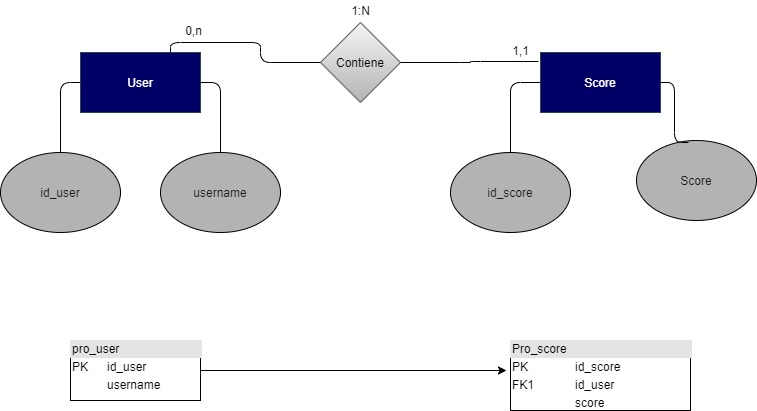 1:N
0,n
1,1
Contiene
User
Score
id_user
username
id_score
Score
pro_user
PK id_user
username
Pro_score
PK id_score
FK1 id_user
score